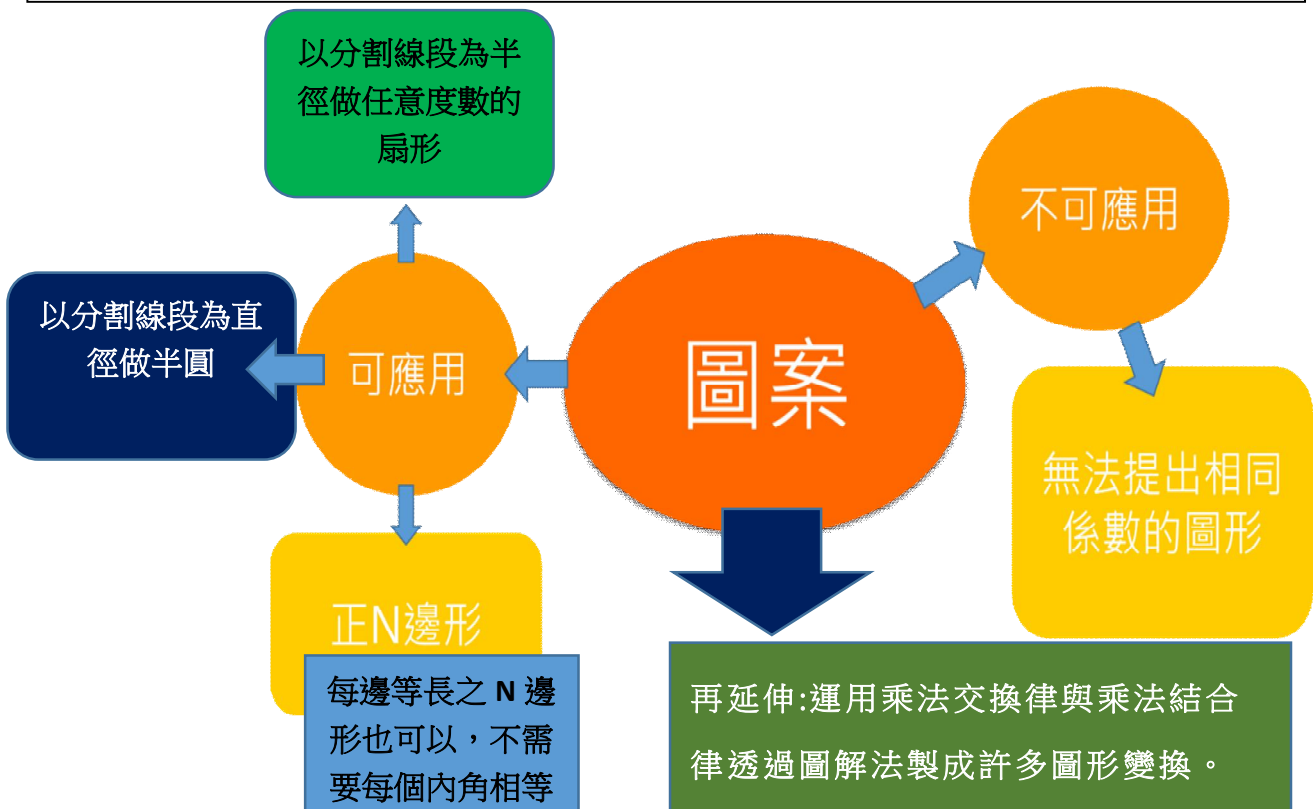 以分割線段為半
徑做任意度數的
扇形
不可應用
以分割線段為直
徑做半圓
可應用
圖案
無法提出相同
係數的圖形
正N邊形
每邊等長之 N 邊
形也可以，不需
要每個內角相等
再延伸:運用乘法交換律與乘法結合
律透過圖解法製成許多圖形變換。